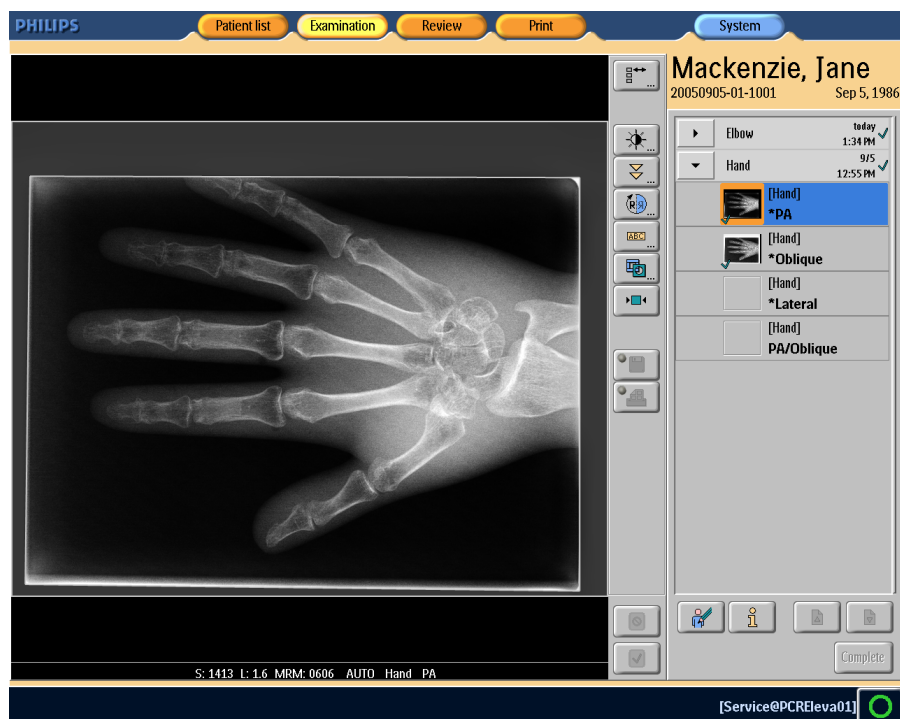 PHILIPS
Patient list
Examination
Review
Print
System
Mackenzie, Jane
20050905-01-1001 Sep 5, 1986
Elbow today
1:34 PM
Hand 9/5
12:55 PM
[Hand]
*PA
[Hand]
*Oblique
[Hand]
*Lateral
[Hand]
PA/Oblique
ABC
Complete
S: 1413 L: 1.6 MRM: 0606 AUTO Hand PA
[Service@PCREleva01]